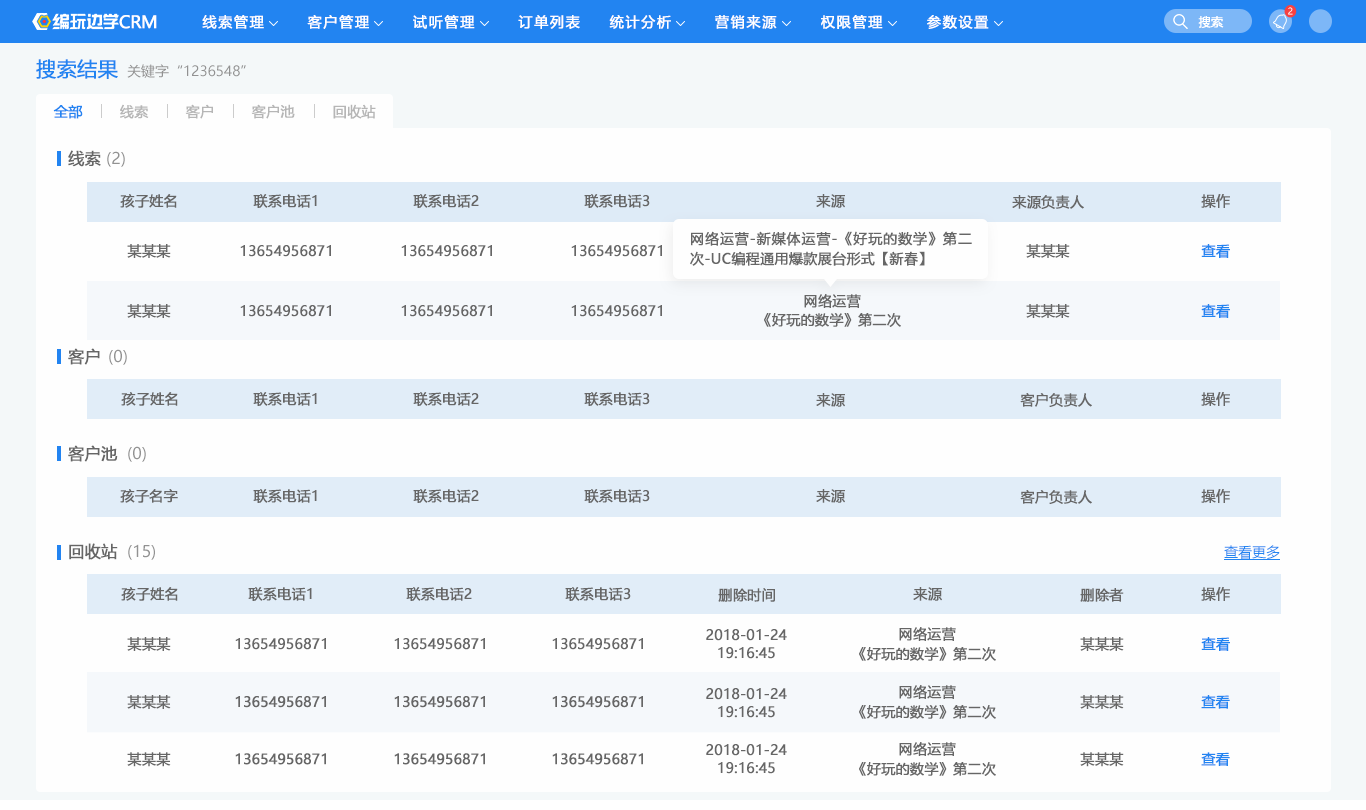 编玩边学CRM 线索管理 客户管理 试听管理 订单列表 统计分析 营销来源 权限管理 参数设置 搜索 2
搜索结果 关键字 “1236548”
全部 线索 客户 客户池 回收站
线索 (2)
孩子姓名 联系电话1 联系电话2 联系电话3 来源 来源负责人 操作
某某某 13654956871 13654956871 13654956871 某某某 查看
网络运营-新媒体运营-《好玩的数学》第二
次-UC编程通用爆款展台形式【新春】
某某某 13654956871 13654956871 13654956871 网络运营 某某某 查看
《好玩的数学》第二次
客户 (0)
孩子姓名 联系电话1 联系电话2 联系电话3 来源 客户负责人 操作
客户池 (0)
孩子名字 联系电话1 联系电话2 联系电话3 来源 客户负责人 操作
回收站 (15) 查看更多
孩子姓名 联系电话1 联系电话2 联系电话3 删除时间 来源 删除者 操作
某某某 13654956871 13654956871 13654956871 2018-01-24 网络运营 某某某 查看
19:16:45 《好玩的数学》第二次
某某某 13654956871 13654956871 13654956871 2018-01-24 网络运营 某某某 查看
19:16:45 《好玩的数学》第二次
某某某 13654956871 13654956871 13654956871 2018-01-24 网络运营 某某某 查看
19:16:45 《好玩的数学》第二次